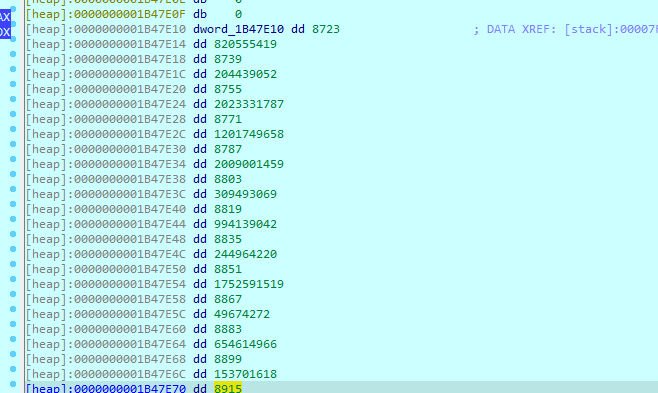 [heap]:0000000001B47E0F db    0
[heap]:0000000001B47E10 dword_1B47E10 dd 8723                   ; DATA XREF: [stack]:00007F
[heap]:0000000001B47E14 dd 820555419
[heap]:0000000001B47E18 dd 8739
[heap]:0000000001B47E1C dd 204439052
[heap]:0000000001B47E20 dd 8755
[heap]:0000000001B47E24 dd 2023331787
[heap]:0000000001B47E28 dd 8771
[heap]:0000000001B47E2C dd 1201749658
[heap]:0000000001B47E30 dd 8787
[heap]:0000000001B47E34 dd 2009001459
[heap]:0000000001B47E38 dd 8803
[heap]:0000000001B47E3C dd 309493069
[heap]:0000000001B47E40 dd 8819
[heap]:0000000001B47E44 dd 994139042
[heap]:0000000001B47E48 dd 8835
[heap]:0000000001B47E4C dd 244964220
[heap]:0000000001B47E50 dd 8851
[heap]:0000000001B47E54 dd 1752591519
[heap]:0000000001B47E58 dd 8867
[heap]:0000000001B47E5C dd 49674272
[heap]:0000000001B47E60 dd 8883
[heap]:0000000001B47E64 dd 654614966
[heap]:0000000001B47E68 dd 8899
[heap]:0000000001B47E6C dd 153701618
[heap]:0000000001B47E70 dd 8915